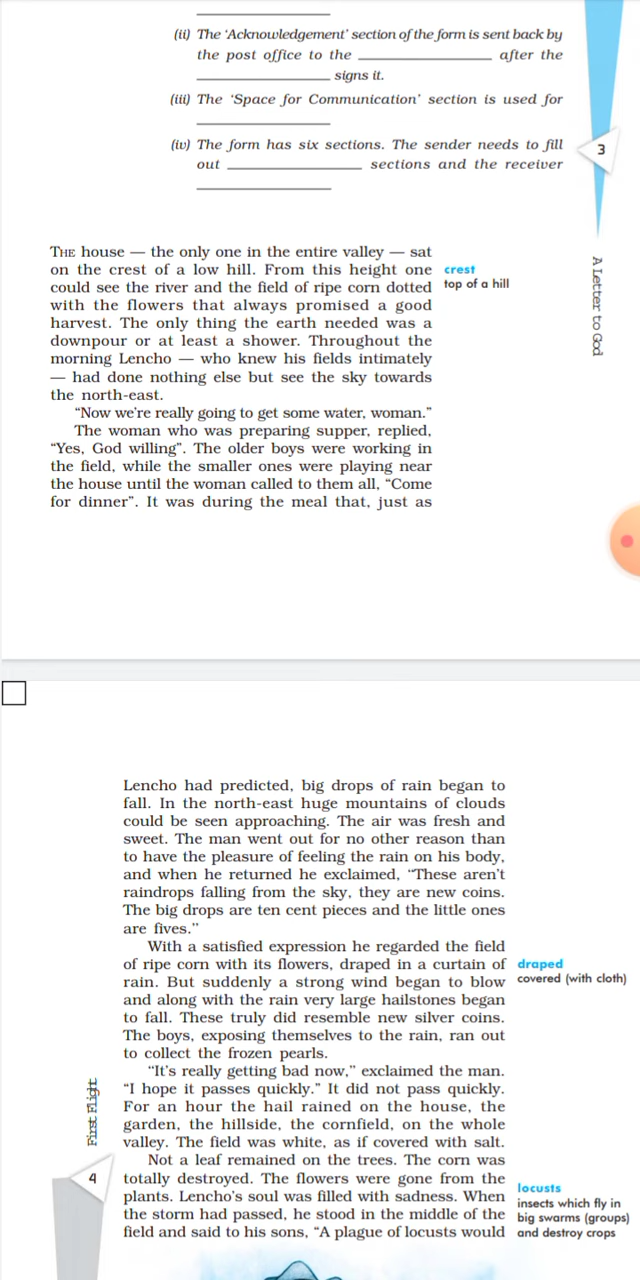 (ii) The ‘Acknowledgement’ section of the form is sent back by
the post office to the ______________ after the
______________ signs it.
(iii) The ‘Space for Communication’ section is used for
______________
(iv) The form has six sections. The sender needs to fill
out ______________ sections and the receiver
______________
3
A Letter to God
THE house — the only one in the entire valley — sat
on the crest of a low hill. From this height one
could see the river and the field of ripe corn dotted
with the flowers that always promised a good
harvest. The only thing the earth needed was a
downpour or at least a shower. Throughout the
morning Lencho — who knew his fields intimately
— had done nothing else but see the sky towards
the north-east.
crest
top of a hill
“Now we’re really going to get some water, woman.”
The woman who was preparing supper, replied,
“Yes, God willing”. The older boys were working in
the field, while the smaller ones were playing near
the house until the woman called to them all, “Come
for dinner”. It was during the meal that, just as
Lencho had predicted, big drops of rain began to
fall. In the north-east huge mountains of clouds
could be seen approaching. The air was fresh and
sweet. The man went out for no other reason than
to have the pleasure of feeling the rain on his body,
and when he returned he exclaimed, “These aren’t
raindrops falling from the sky, they are new coins.
The big drops are ten cent pieces and the little ones
are fives.”
With a satisfied expression he regarded the field
of ripe corn with its flowers, draped in a curtain of
rain. But suddenly a strong wind began to blow
and along with the rain very large hailstones began
to fall. These truly did resemble new silver coins.
The boys, exposing themselves to the rain, ran out
to collect the frozen pearls.
draped
covered (with cloth)
“It’s really getting bad now,” exclaimed the man.
“I hope it passes quickly.” It did not pass quickly.
For an hour the hail rained on the house, the
garden, the hillside, the cornfield, on the whole
valley. The field was white, as if covered with salt.
Not a leaf remained on the trees. The corn was
totally destroyed. The flowers were gone from the
plants. Lencho’s soul was filled with sadness. When
the storm had passed, he stood in the middle of the
field and said to his sons, “A plague of locusts would
locusts
insects which fly in
big swarms (groups)
and destroy crops
First Flight
4